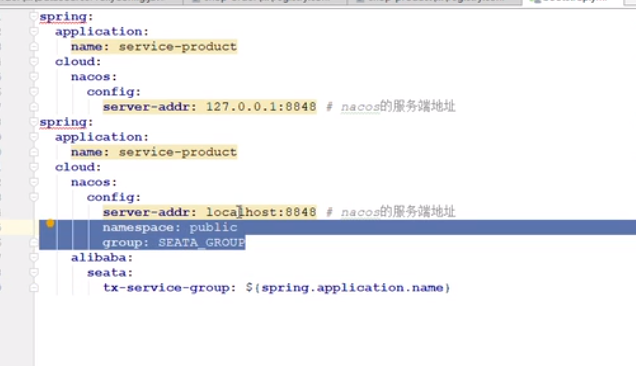 spring:
  application:
    name: service-product
  cloud:
    nacos:
      config:
        server-addr: 127.0.0.1:8848 # nacos的服务端地址
spring:
  application:
    name: service-product
  cloud:
    nacos:
      config:
        server-addr: localhost:8848 # nacos的服务端地址
        namespace: public
        group: SEATA_GROUP
    alibaba:
      seata:
        tx-service-group: ${spring.application.name}